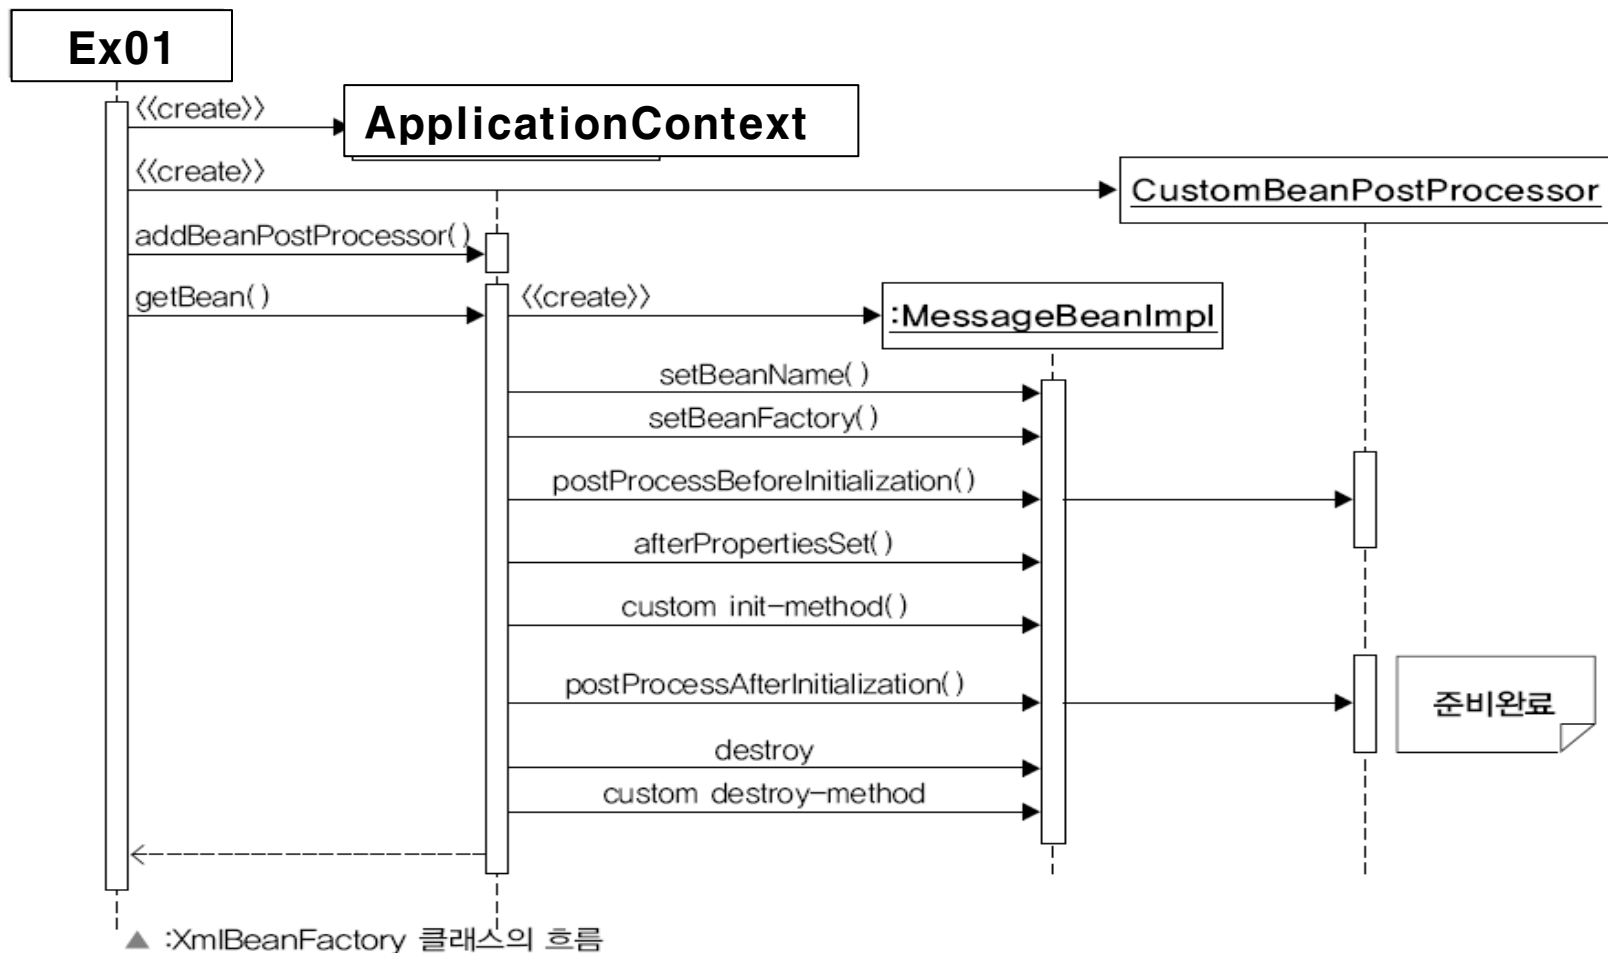 Ex01
<<create>>
ApplicationContext
<<create>>
CustomBeanPostProcessor
addBeanPostProcessor()
getBean()
<<create>>
:MessageBeanImpl
setBeanName()
setBeanFactory()
postProcessBeforeInitialization()
afterPropertiesSet()
custom init-method()
postProcessAfterInitialization()
준비완료
destroy
custom destroy-method
▲ :XmlBeanFactory 클래스의 흐름